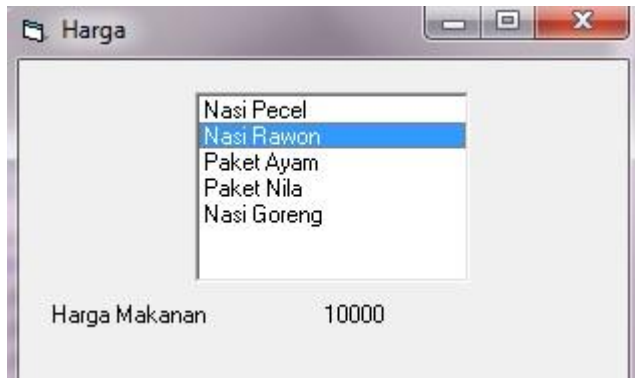 Harga
Nasi Pecel
Nasi Rawon
Paket Ayam
Paket Nila
Nasi Goreng
Harga Makanan 10000